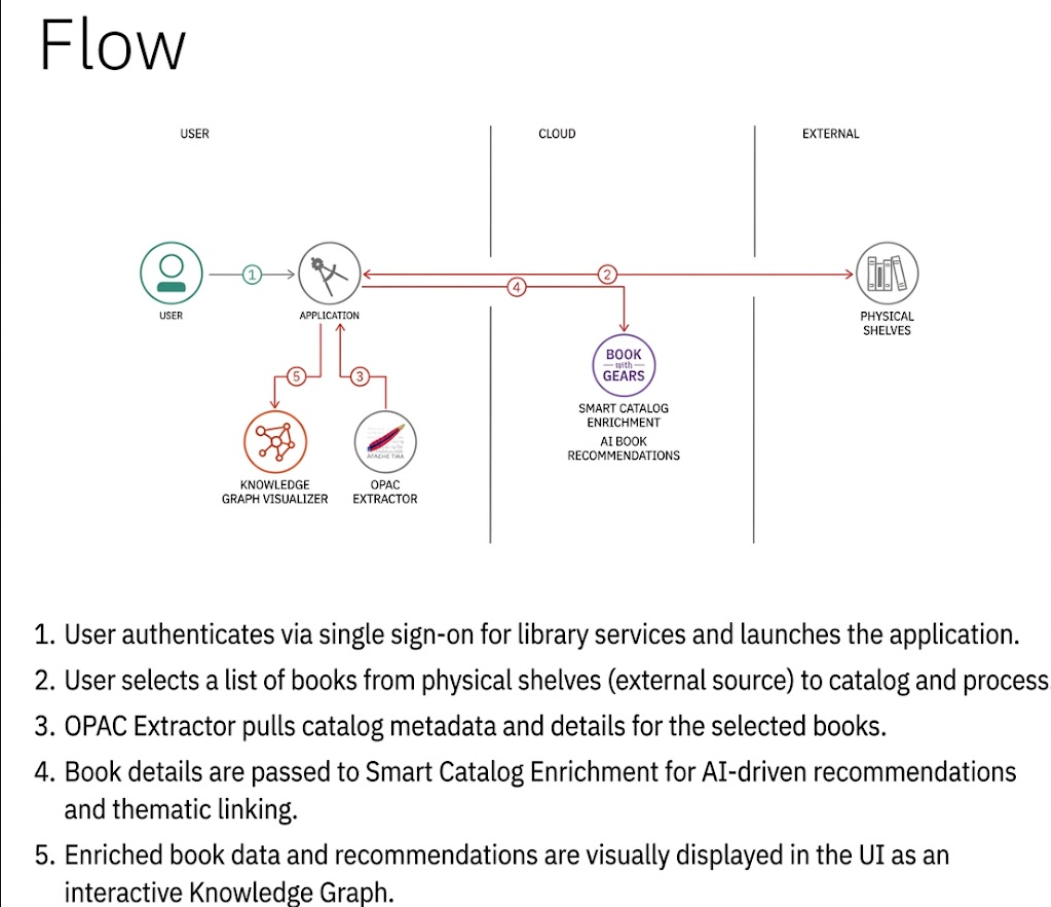 Flow
USER
CLOUD
EXTERNAL
1
2
4
USER
APPLICATION
PHYSICAL
SHELVES
5
3
BOOK
with
GEARS
SMART CATALOG
ENRICHMENT
AI BOOK
RECOMMENDATIONS
APACHE TIKA
KNOWLEDGE
GRAPH VISUALIZER
OPAC
EXTRACTOR
1. User authenticates via single sign-on for library services and launches the application.
2. User selects a list of books from physical shelves (external source) to catalog and process.
3. OPAC Extractor pulls catalog metadata and details for the selected books.
4. Book details are passed to Smart Catalog Enrichment for AI-driven recommendations
and thematic linking.
5. Enriched book data and recommendations are visually displayed in the UI as an
interactive Knowledge Graph.